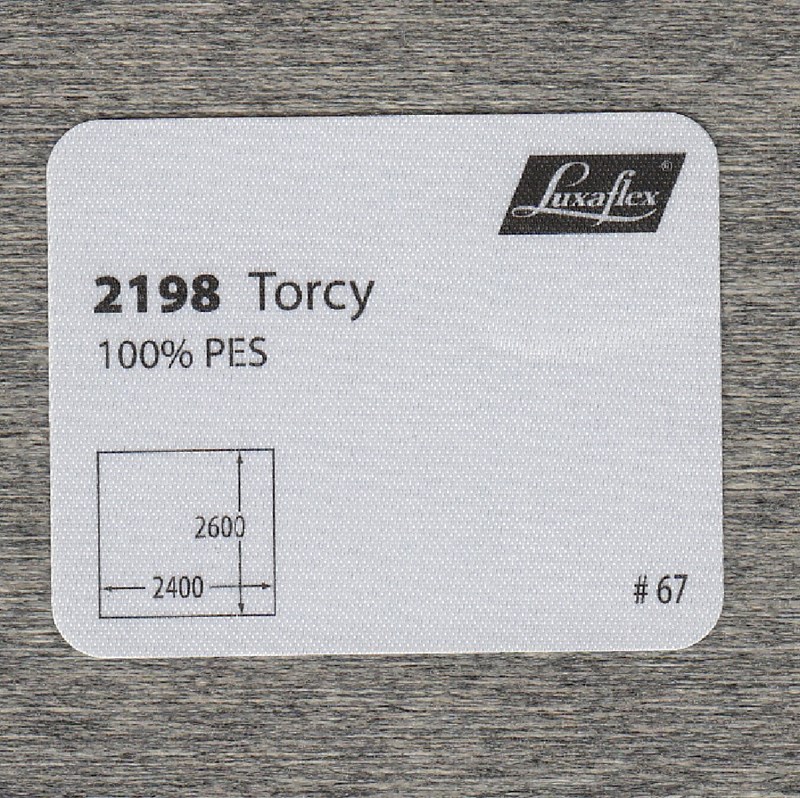 Luxaflex®
2198 Torcy
100% PES
2600
2400
# 67